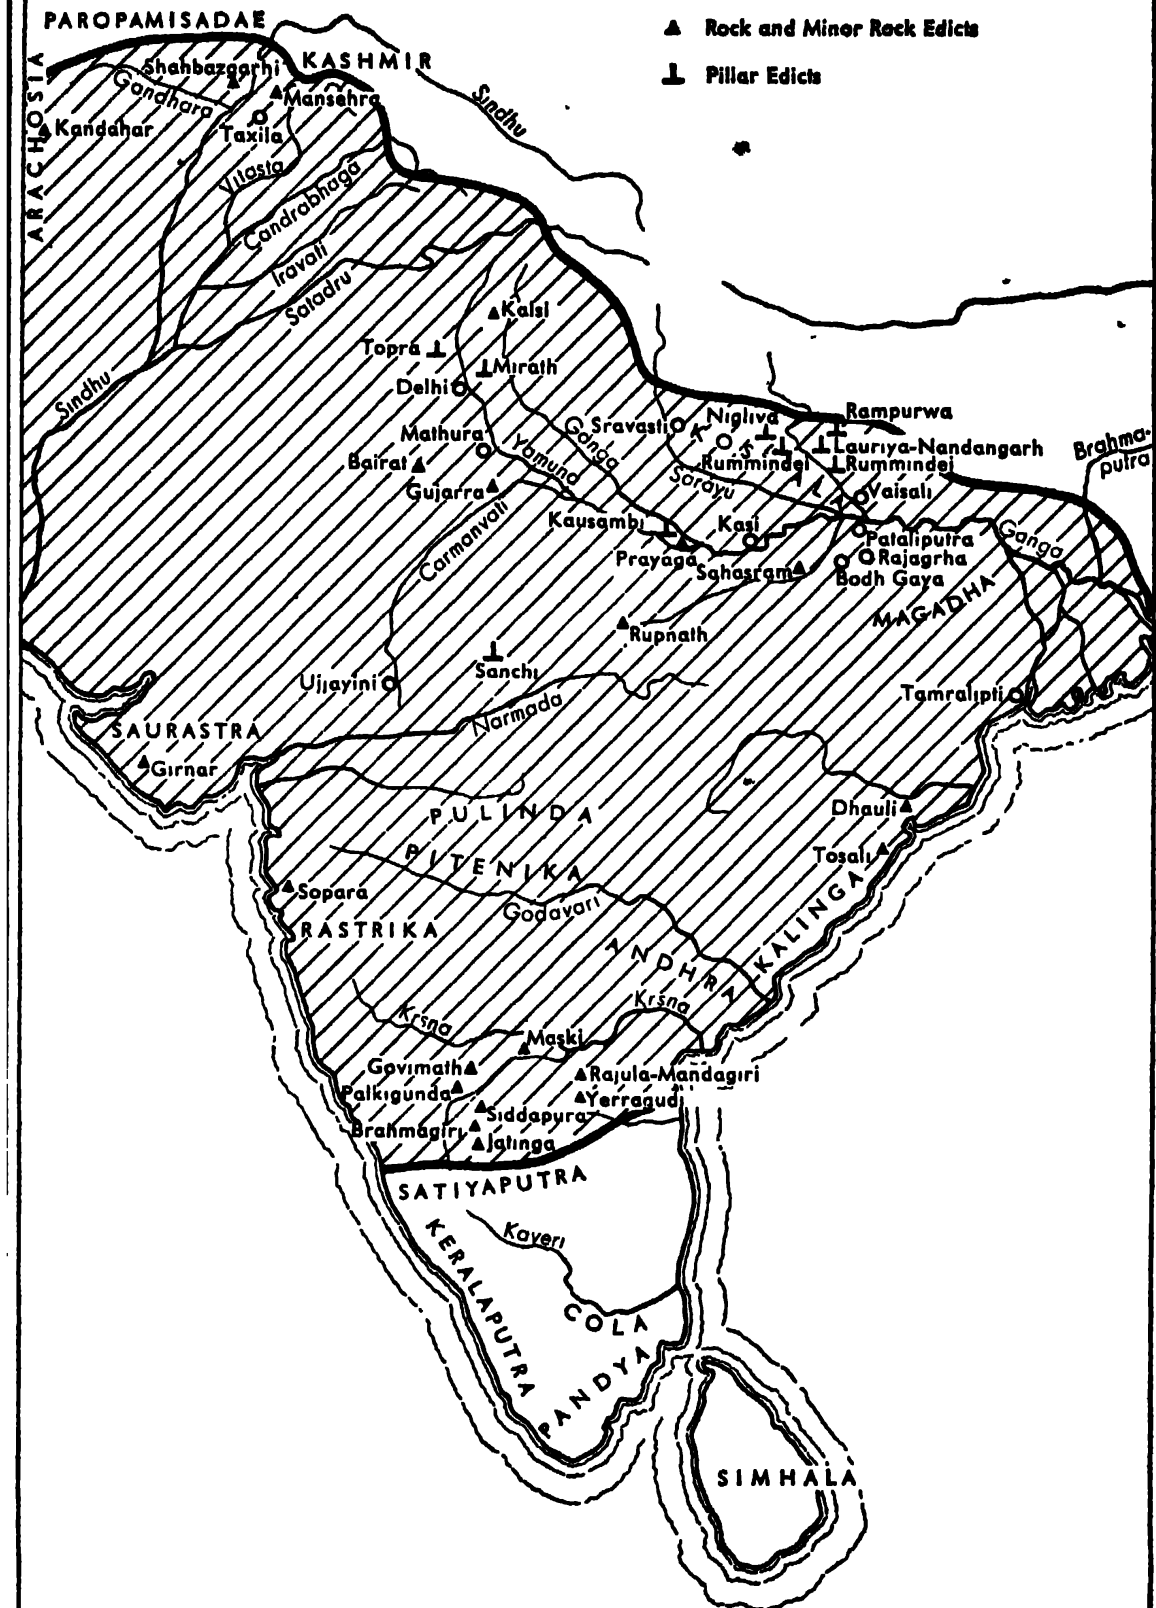 PAROPAMISADAE
▲ Rock and Minor Rock Edicts
KASHMIR
Shahbazgarhi
Pillar Edicts
Gandhara
Mansehra
Sindhu
ARACHOSIA
Kandahar
Taxila
Vitasta
Candrabhaga
Iravati
Satadru
Kalsi
Topra
Mirath
Delhi
Sindhu
Nigliva
Rampurwa
Sravasti
Mathura
Ganga
KOSALA
Lauriya-Nandangarh
Brahma-
putra
Yamuna
Bairat
Rummindei
Rummindei
Sarayu
Gujarra
Vaisali
Kausambi
Kasi
Carmanvati
Pataliputra
Ganga
Prayaga
Sahasram
Rajagrha
Bodh Gaya
MAGADHA
Rupnath
Sanchi
Ujjayini
Tamralipti
Narmada
SAURASTRA
Girnar
PULINDA
Dhauli
PITENIKA
Tosali
Sopara
Godavari
KALINGA
RASTRIKA
ANDHRA
Krsna
Krsna
Maski
Govimath
Rajula-Mandagiri
Palkigunda
Yerragudi
Siddapura
Brahmagiri
Jatinga
SATIYAPUTRA
KERALAPUTRA
Kaveri
COLA
PANDYA
SIMHALA